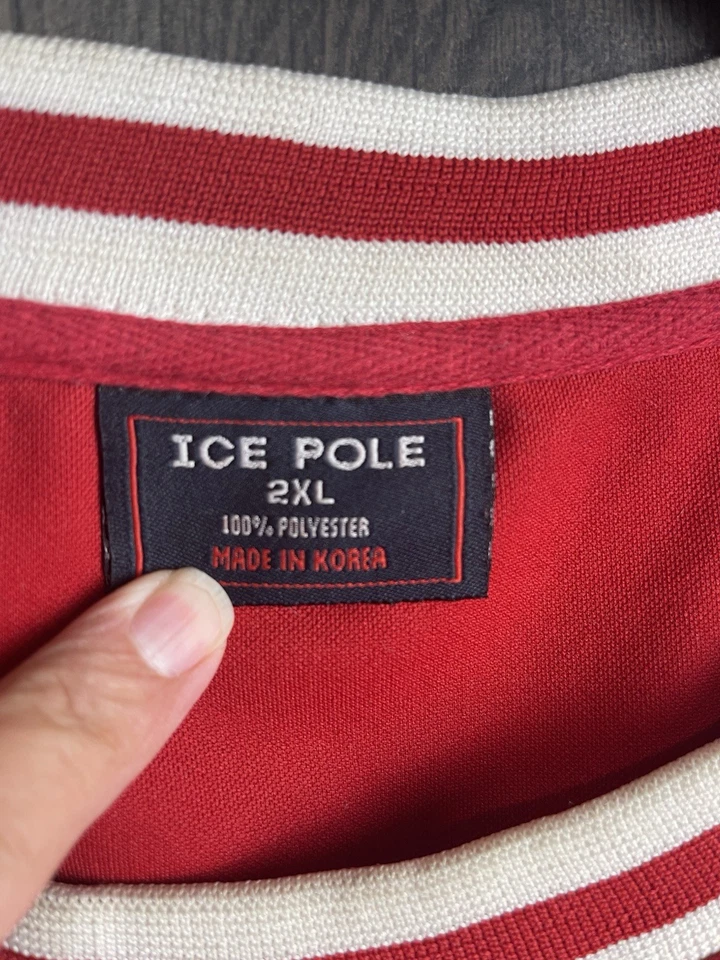 ICE POLE
2XL
100% POLYESTER
MADE IN KOREA